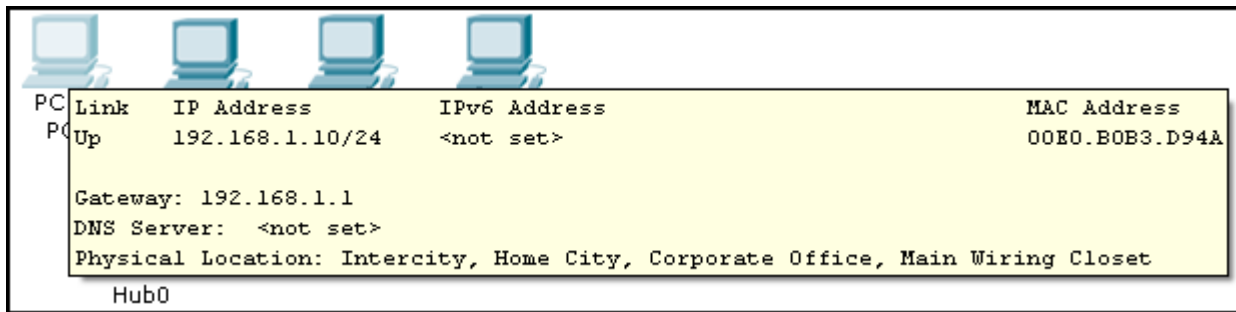 PC
PC
Link IP Address IPv6 Address MAC Address
Up 192.168.1.10/24 <not set> 00E0.B0B3.D94A
Gateway: 192.168.1.1
DNS Server: <not set>
Physical Location: Intercity, Home City, Corporate Office, Main Wiring Closet
Hub0